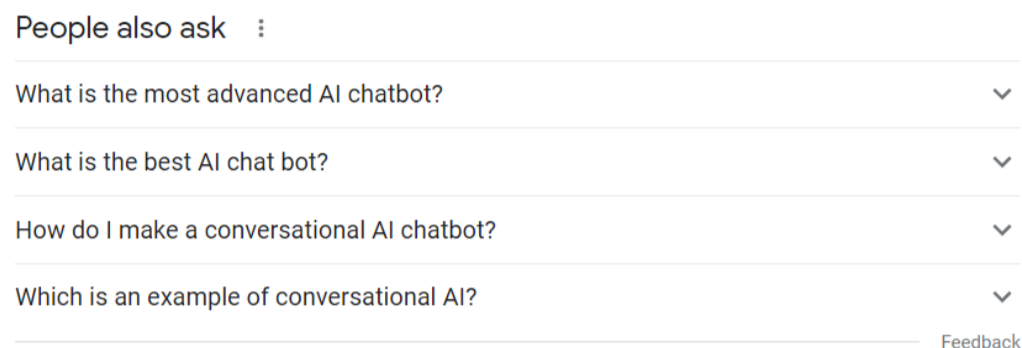 People also ask
What is the most advanced AI chatbot?
What is the best AI chat bot?
How do I make a conversational AI chatbot?
Which is an example of conversational AI?
Feedback